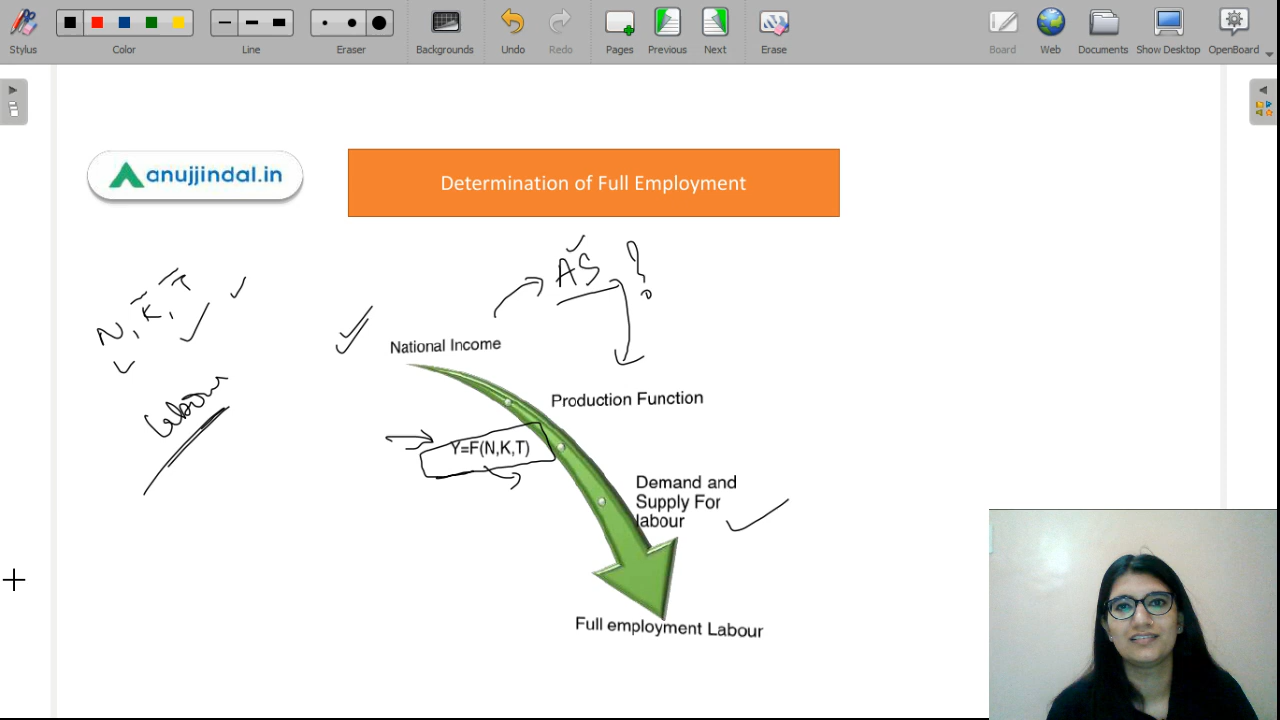 Stylus
Color
Line
Eraser
Backgrounds
Undo
Redo
Pages
Previous
Next
Erase
Board
Web
Documents
Show Desktop
OpenBoard
anujjindal.in
Determination of Full Employment
AS ?
N, K̅, T̅
National Income
Labour
Production Function
Y=F(N,K,T)
Demand and
Supply For
labour
Full employment Labour